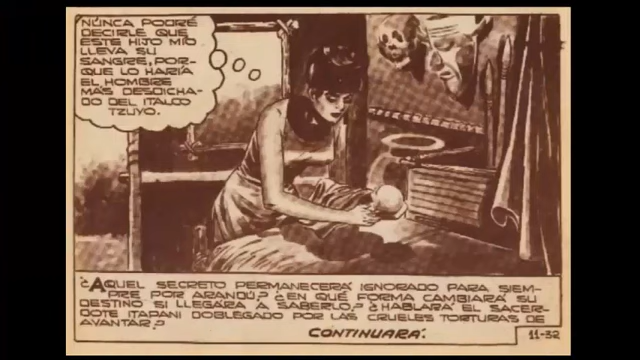 NUNCA PODRÉ
DECIRLE QUE
ESTE HIJO MÍO
LLEVA SU
SANGRE, POR-
QUE LO HARÍA
EL HOMBRE
MÁS DESDICHA-
DO DEL ITALCO
TZUYO.
¿AQUEL SECRETO PERMANECERÁ IGNORADO PARA SIEM-
PRE POR ARANDÚ? ¿EN QUÉ FORMA CAMBIARÁ SU
DESTINO SI LLEGARA A SABERLO? ¿HABLARÁ EL SACER-
DOTE ITAPANI DOBLEGADO POR LAS CRUELES TORTURAS DE
AVANTAR?
CONTINUARÁ.
11-32